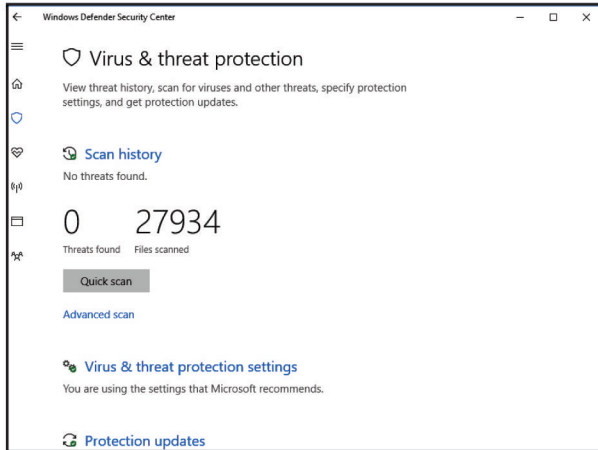 Windows Defender Security Center
Virus & threat protection
View threat history, scan for viruses and other threats, specify protection
settings, and get protection updates.
Scan history
No threats found.
0 27934
Threats found Files scanned
Quick scan
Advanced scan
Virus & threat protection settings
You are using the settings that Microsoft recommends.
Protection updates